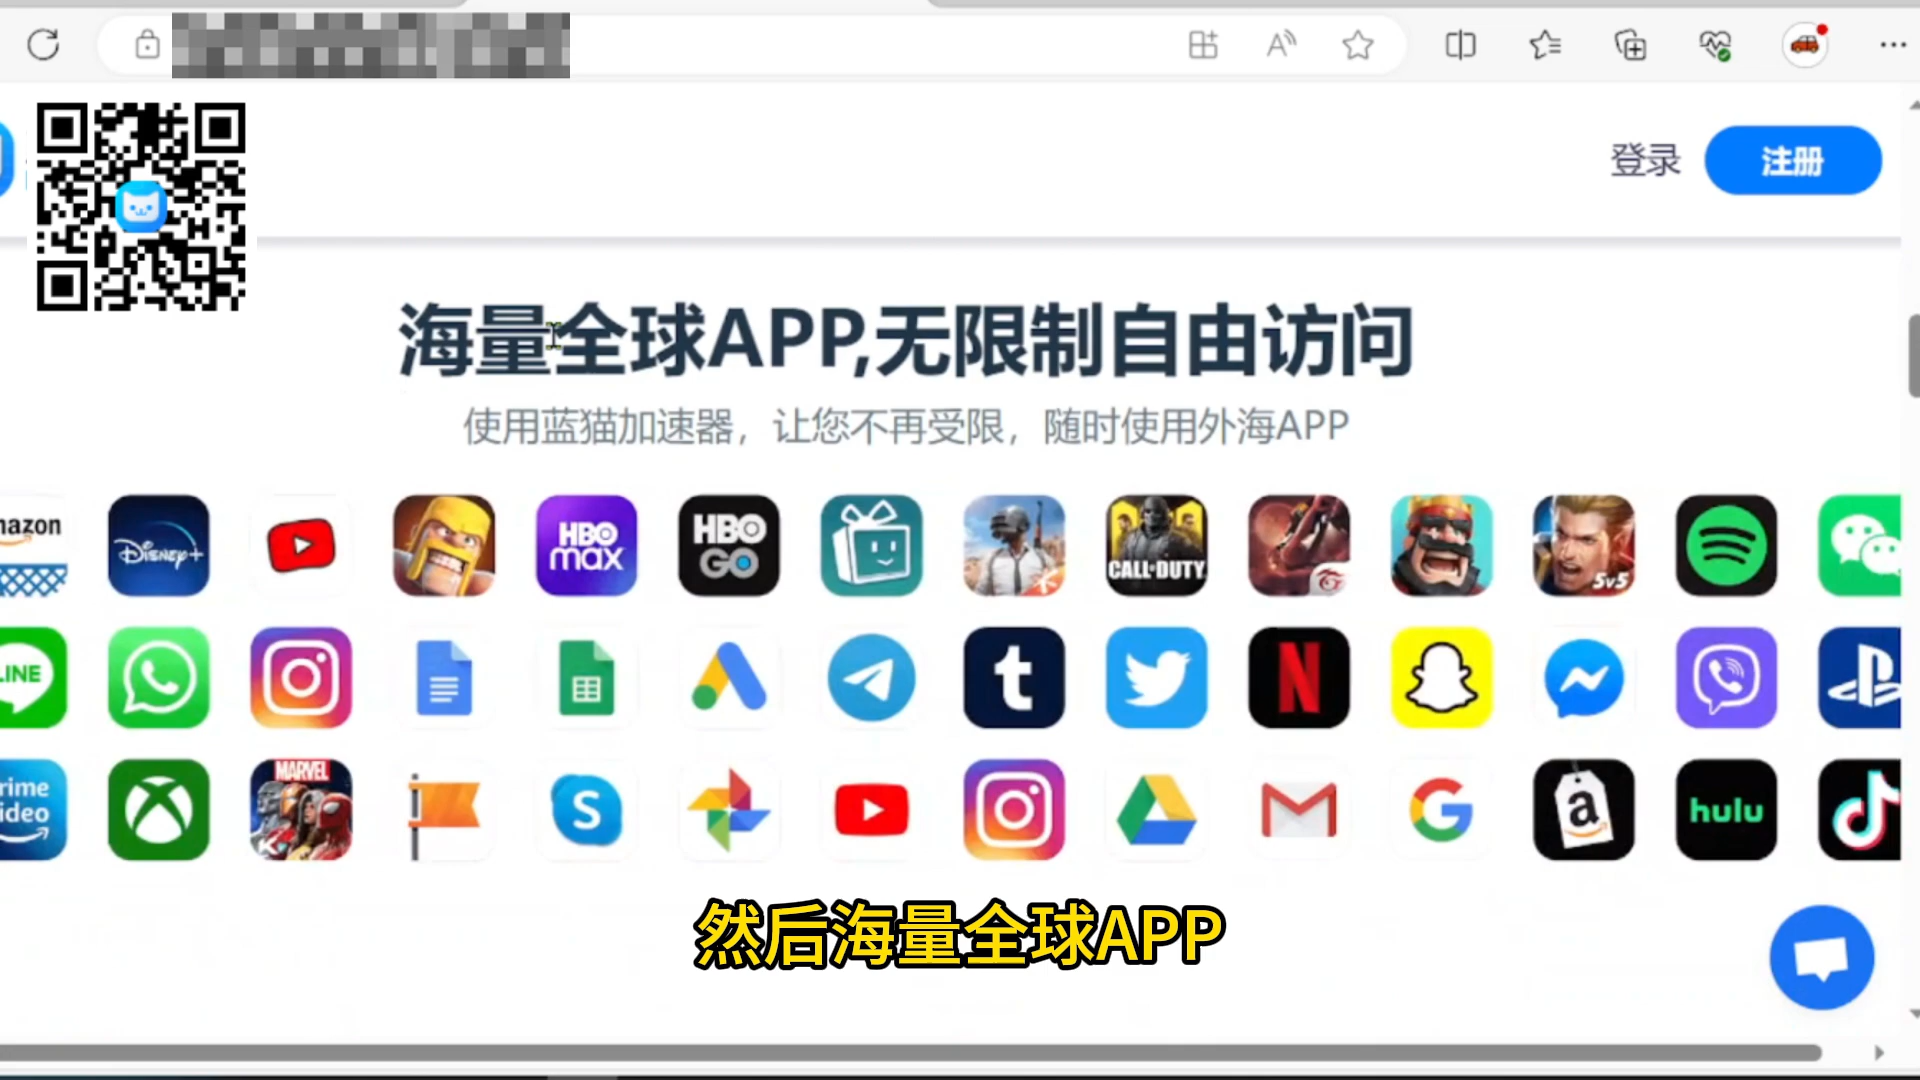 登录
注册
海量全球APP,无限制自由访问
使用蓝猫加速器，让您不再受限，随时使用外海APP
mazon
Disney+
HBO
max
HBO
GO
CALL·DUTY
5v5
LINE
t
N
rime
video
MARVEL
S
G
a
hulu
然后海量全球APP